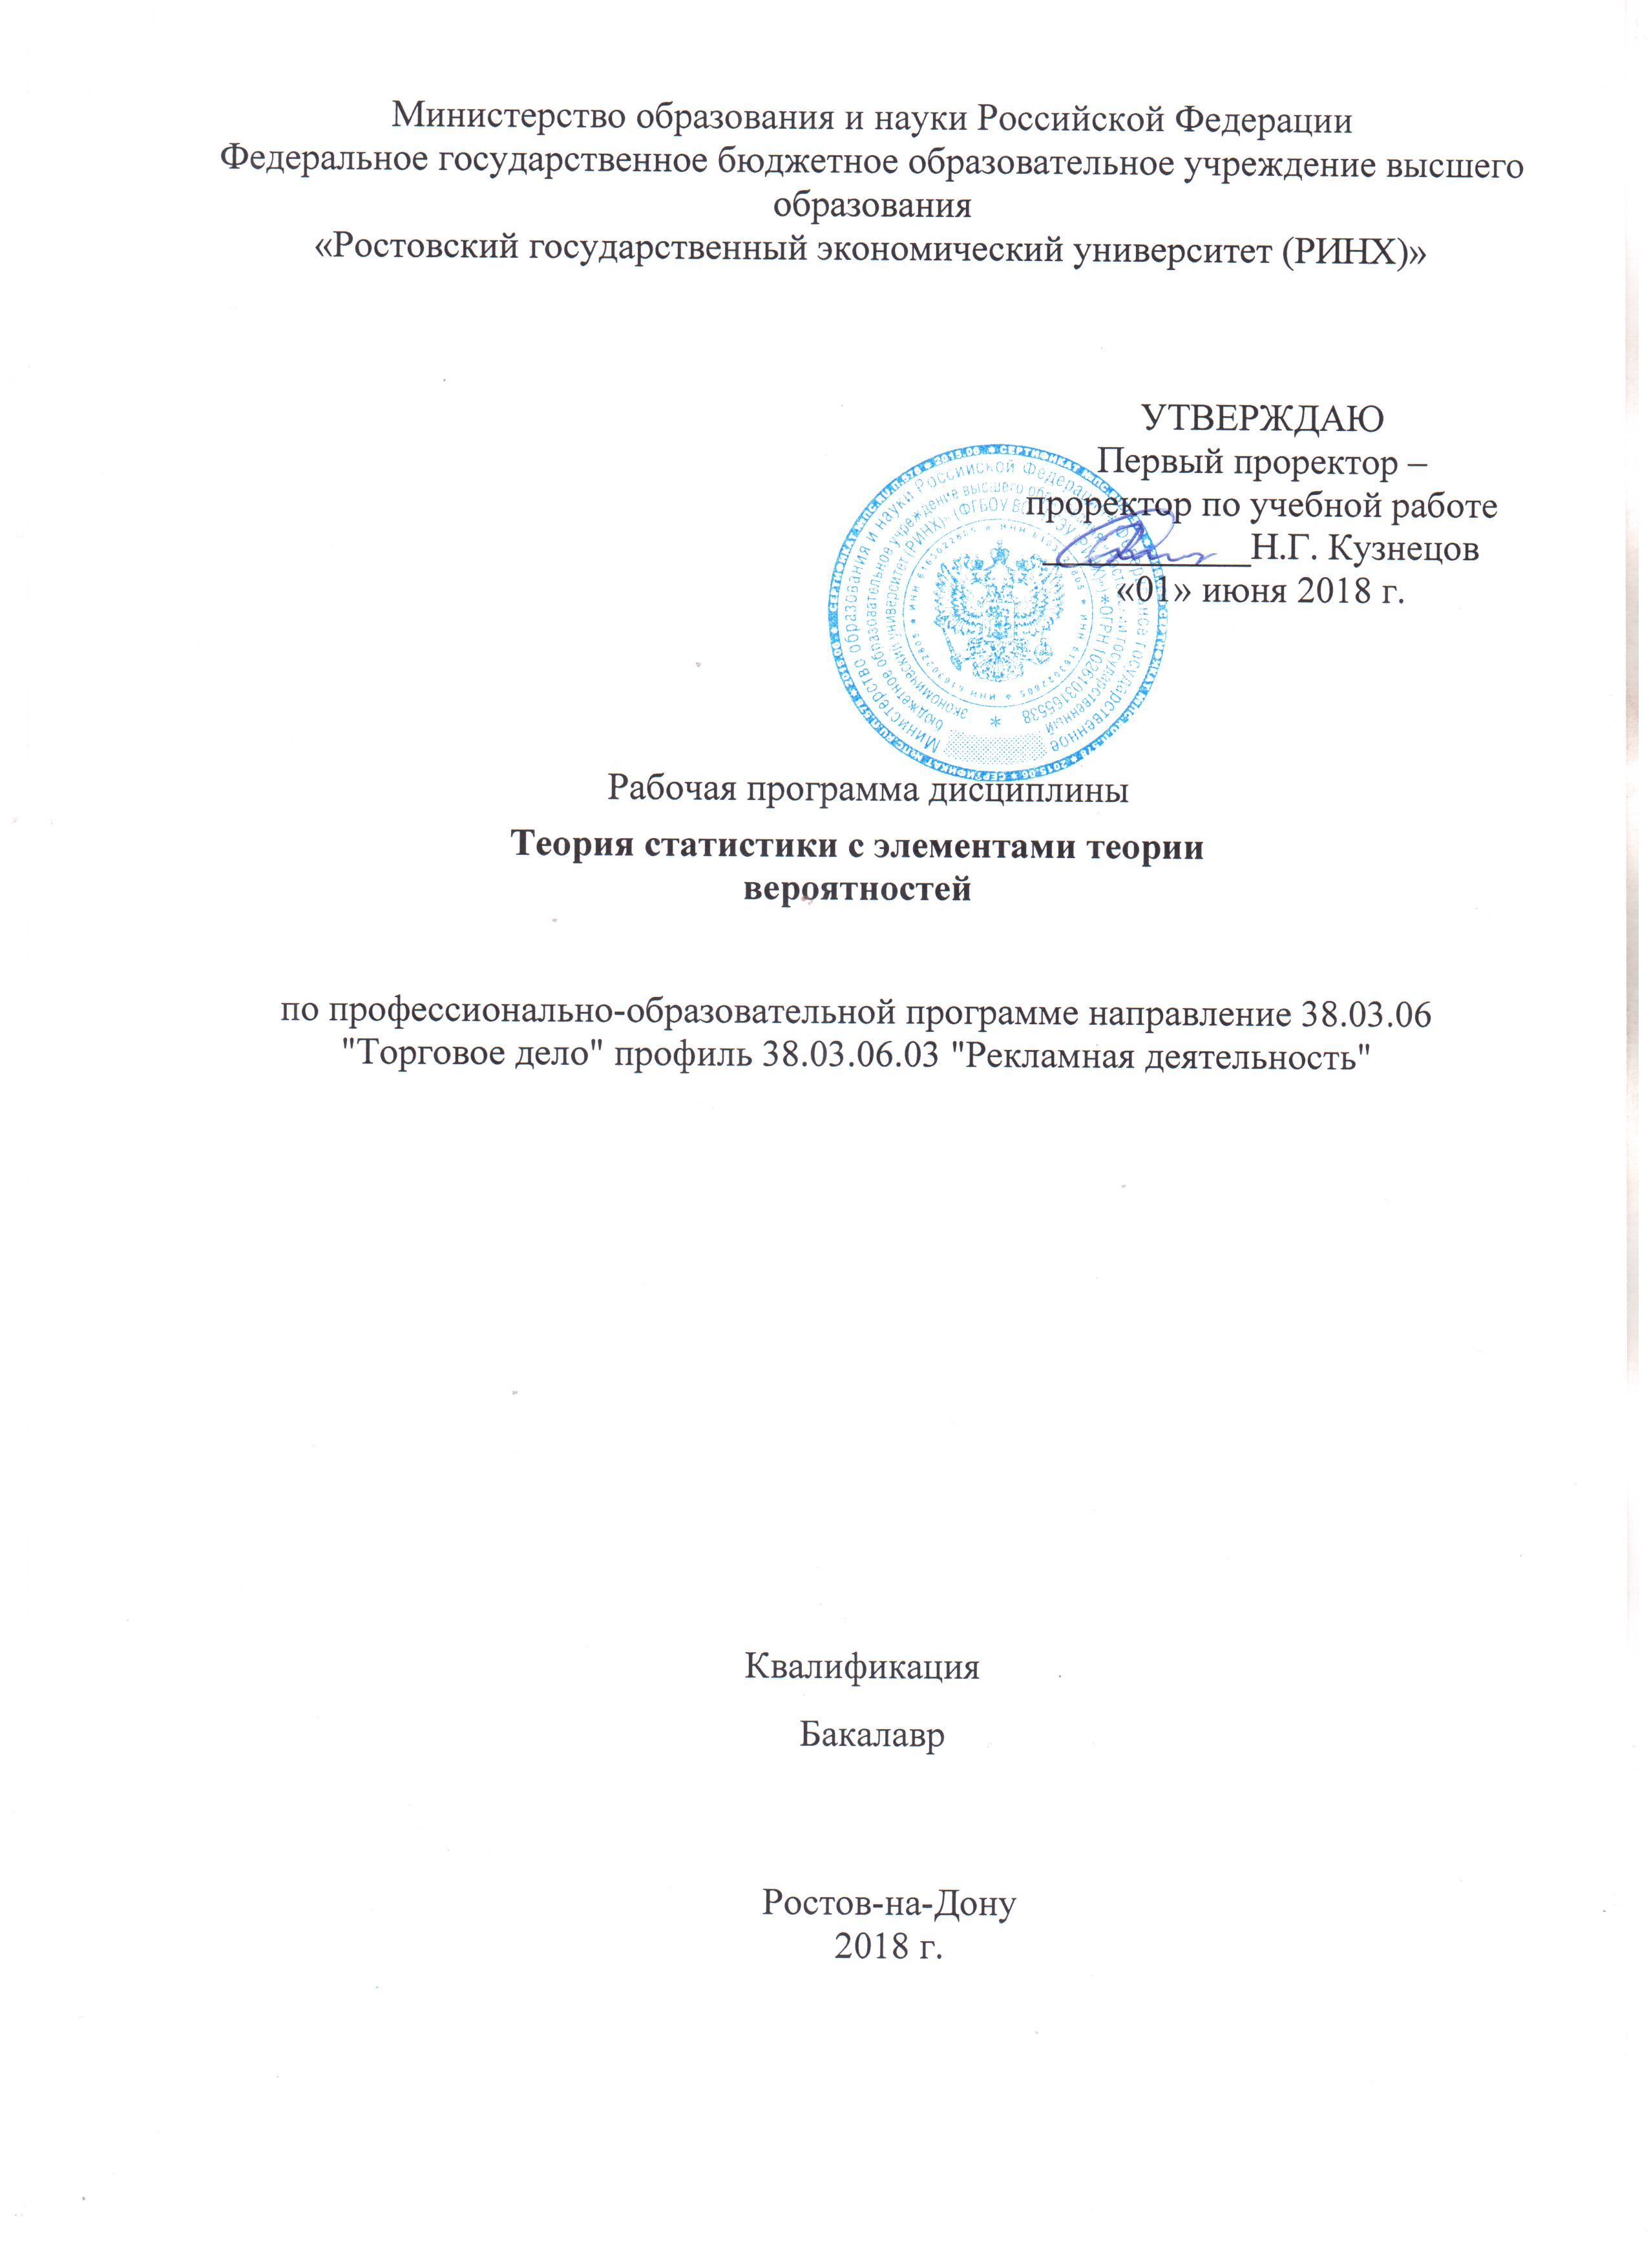 Министерство образования и науки Российской Федерации
Федеральное государственное бюджетное образовательное учреждение высшего
образования
«Ростовский государственный экономический университет (РИНХ)»
УТВЕРЖДАЮ
Первый проректор –
проректор по учебной работе
Н.Г. Кузнецов
«01» июня 2018 г.
Рабочая программа дисциплины
Теория статистики с элементами теории
вероятностей
по профессионально-образовательной программе направление 38.03.06
"Торговое дело" профиль 38.03.06.03 "Рекламная деятельность"
Квалификация
Бакалавр
Ростов-на-Дону
2018 г.